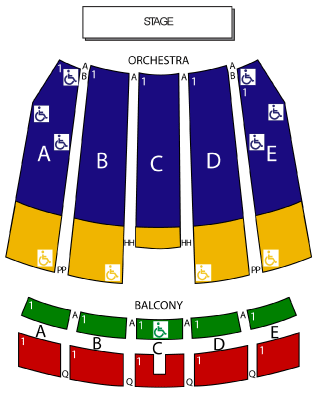 STAGE
ORCHESTRA
A A
B B
1 1 A 1 A 1 1
A B C D E
HH HH
PP PP
BALCONY
1 1 A 1 A 1 1
A A
A B C D E
1 1 1 1 1
Q Q Q Q